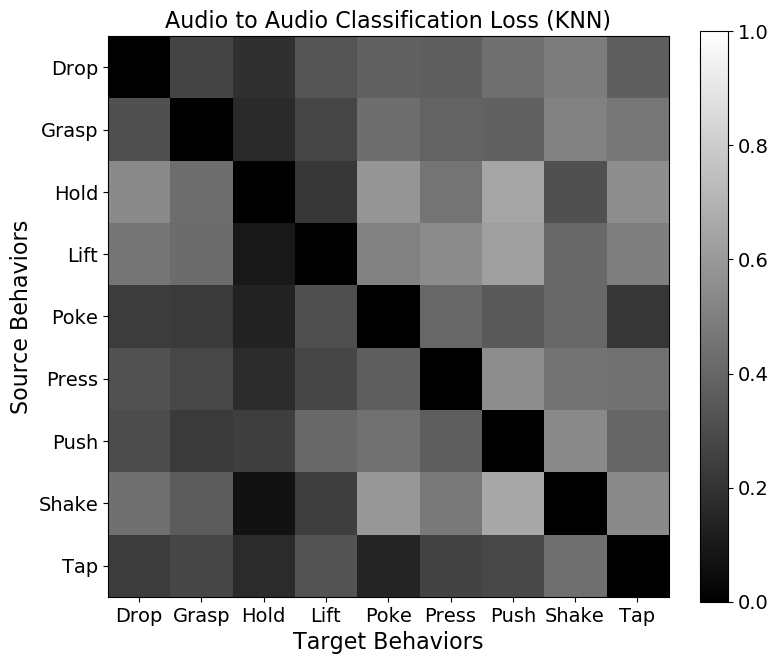 Audio to Audio Classification Loss (KNN)
Source Behaviors
Drop
Grasp
Hold
Lift
Poke
Press
Push
Shake
Tap
Drop Grasp Hold Lift Poke Press Push Shake Tap
Target Behaviors
1.0
0.8
0.6
0.4
0.2
0.0